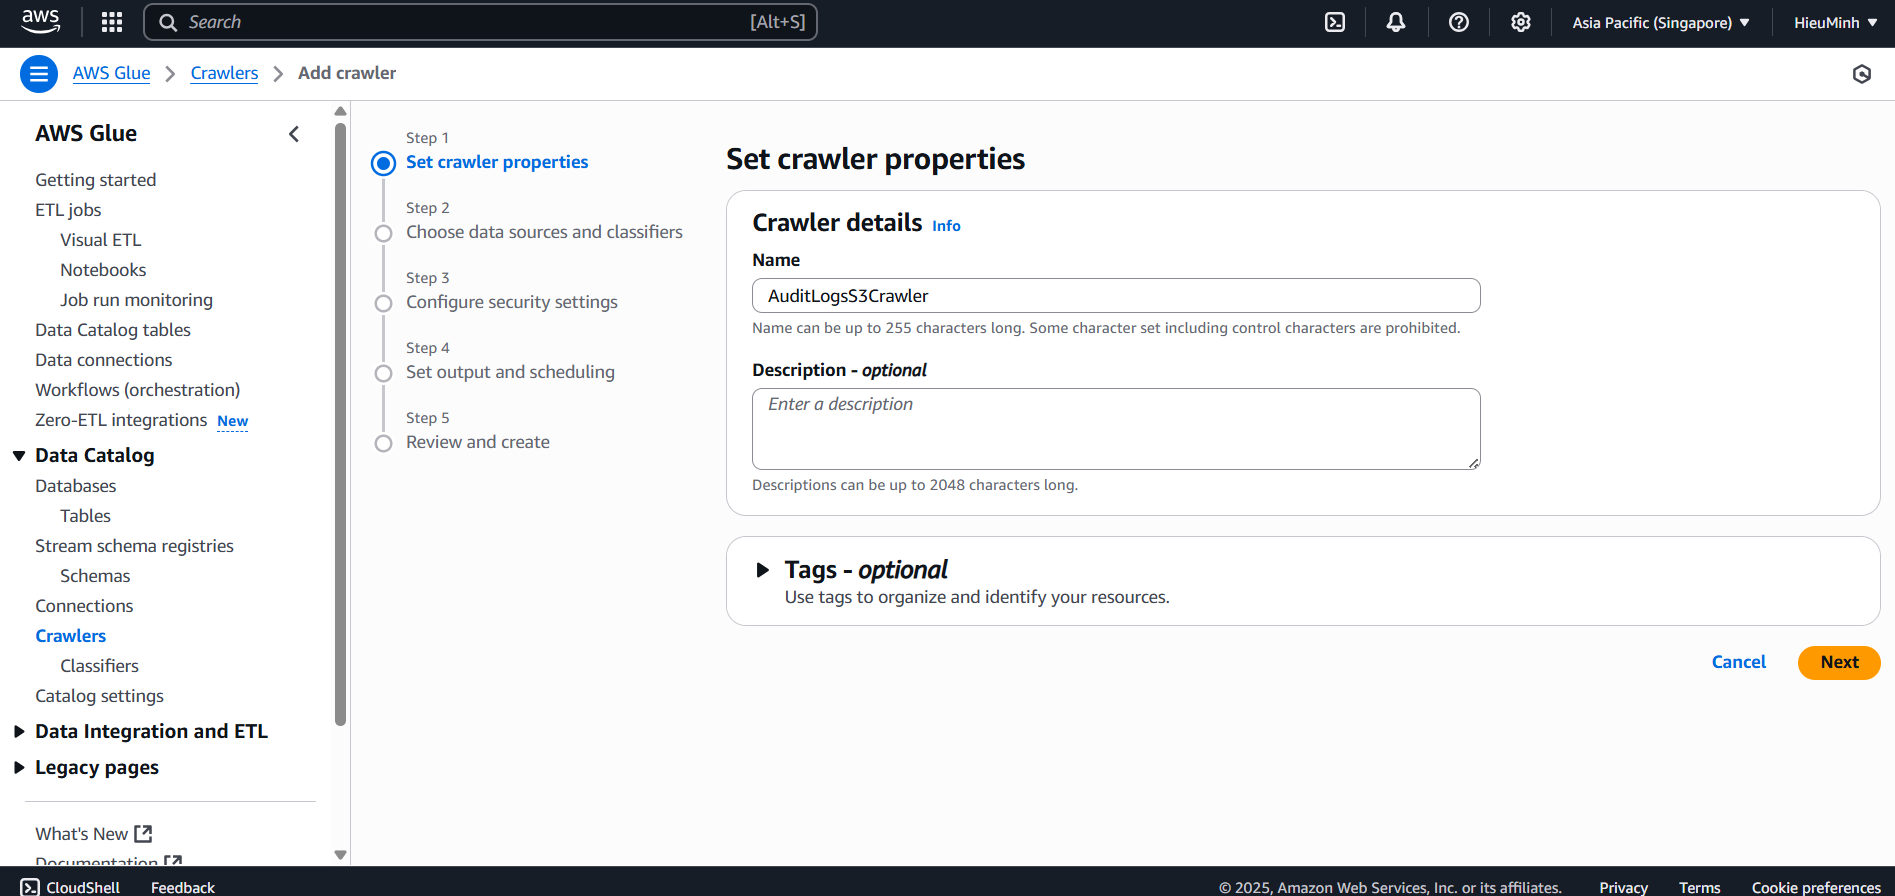 aws
Search [Alt+S]
Asia Pacific (Singapore)
HieuMinh
AWS Glue
Crawlers
Add crawler
AWS Glue
Getting started
ETL jobs
Visual ETL
Notebooks
Job run monitoring
Data Catalog tables
Data connections
Workflows (orchestration)
Zero-ETL integrations New
Data Catalog
Databases
Tables
Stream schema registries
Schemas
Connections
Crawlers
Classifiers
Catalog settings
Data Integration and ETL
Legacy pages
What's New
Documentation
Step 1
Set crawler properties
Step 2
Choose data sources and classifiers
Step 3
Configure security settings
Step 4
Set output and scheduling
Step 5
Review and create
Set crawler properties
Crawler details Info
Name
AuditLogsS3Crawler
Name can be up to 255 characters long. Some character set including control characters are prohibited.
Description - optional
Enter a description
Descriptions can be up to 2048 characters long.
Tags - optional
Use tags to organize and identify your resources.
Cancel
Next
CloudShell
Feedback
© 2025, Amazon Web Services, Inc. or its affiliates.
Privacy
Terms
Cookie preferences